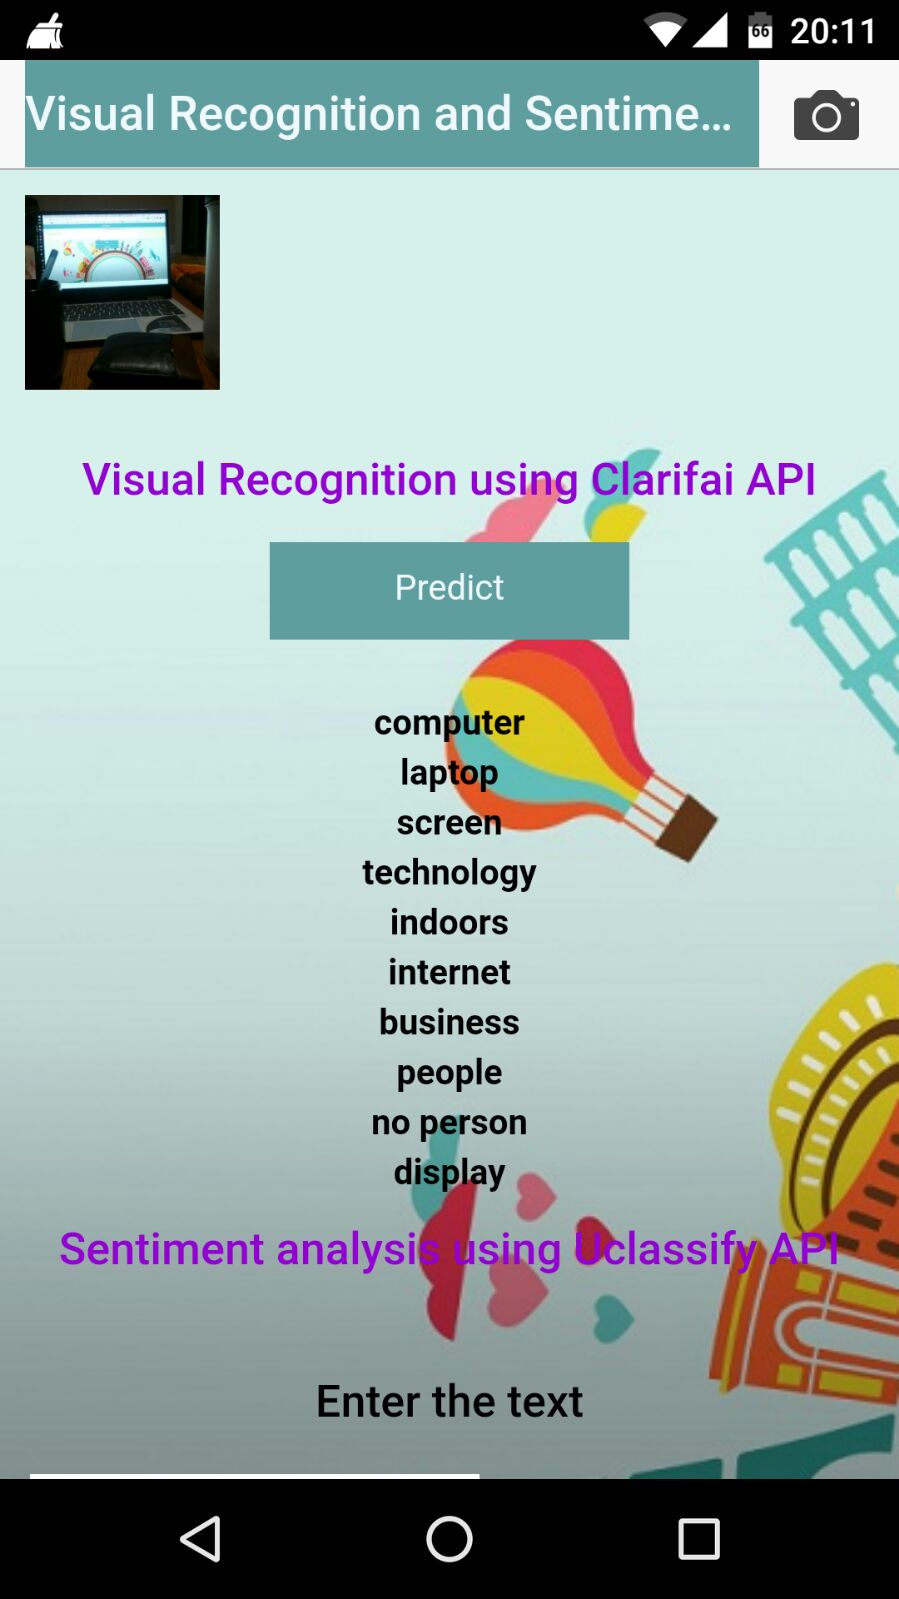 66 20:11
Visual Recognition and Sentime...
Visual Recognition using Clarifai API
Predict
computer
laptop
screen
technology
indoors
internet
business
people
no person
display
Sentiment analysis using Uclassify API
Enter the text